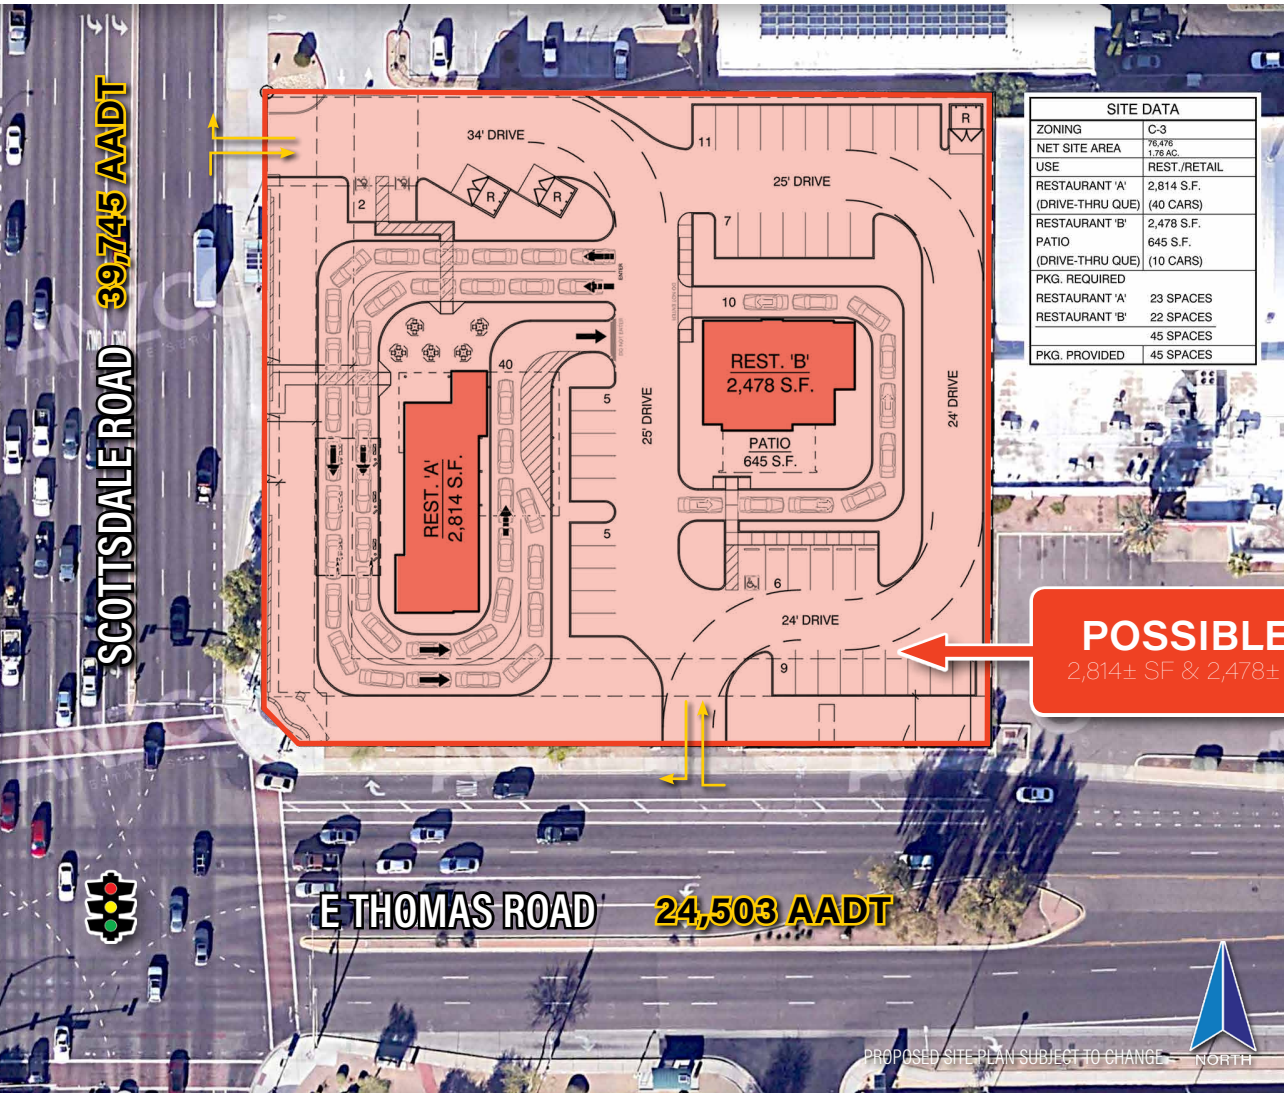 39,745 AADT
SCOTTSDALE ROAD
34' DRIVE
11
R
25' DRIVE
R
R
2
7
ENTER
10
DO NOT ENTER
REST. 'B'
2,478 S.F.
40
5
25' DRIVE
24' DRIVE
PATIO
645 S.F.
REST. 'A'
2,814 S.F.
5
6
24' DRIVE
9
SITE DATA
ZONING C-3
NET SITE AREA 76,476
1.76 AC.
USE REST./RETAIL
RESTAURANT 'A' 2,814 S.F.
(DRIVE-THRU QUE) (40 CARS)
RESTAURANT 'B' 2,478 S.F.
PATIO 645 S.F.
(DRIVE-THRU QUE) (10 CARS)
PKG. REQUIRED
RESTAURANT 'A' 23 SPACES
RESTAURANT 'B' 22 SPACES
45 SPACES
PKG. PROVIDED 45 SPACES
POSSIBLE
2,814± SF & 2,478±
E THOMAS ROAD
24,503 AADT
PROPOSED SITE PLAN SUBJECT TO CHANGE
NORTH